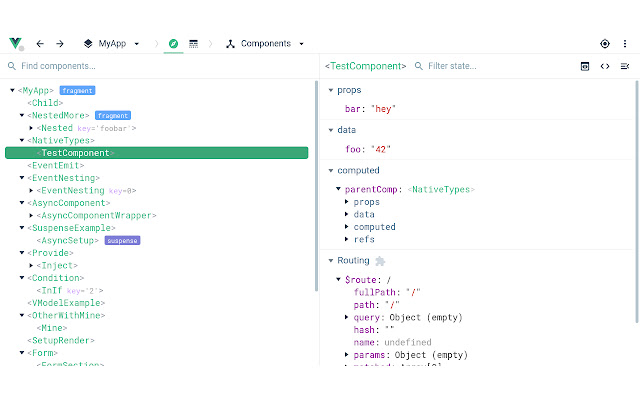 MyApp
Components
Find components...
<TestComponent>
Filter state...
<MyApp> fragment
<Child>
<NestedMore> fragment
<Nested key='foobar'>
<NativeTypes>
<TestComponent>
<EventEmit>
<EventNesting>
<EventNesting key=0>
<AsyncComponent>
<AsyncComponentWrapper>
<SuspenseExample>
<AsyncSetup> suspense
<Provide>
<Inject>
<Condition>
<InIf key='2'>
<VModelExample>
<OtherWithMine>
<Mine>
<SetupRender>
<Form>
<FormSection>
props
bar: "hey"
data
foo: "42"
computed
parentComp: <NativeTypes>
props
data
computed
refs
Routing
$route: /
fullPath: "/"
path: "/"
query: Object (empty)
hash: ""
name: undefined
params: Object (empty)